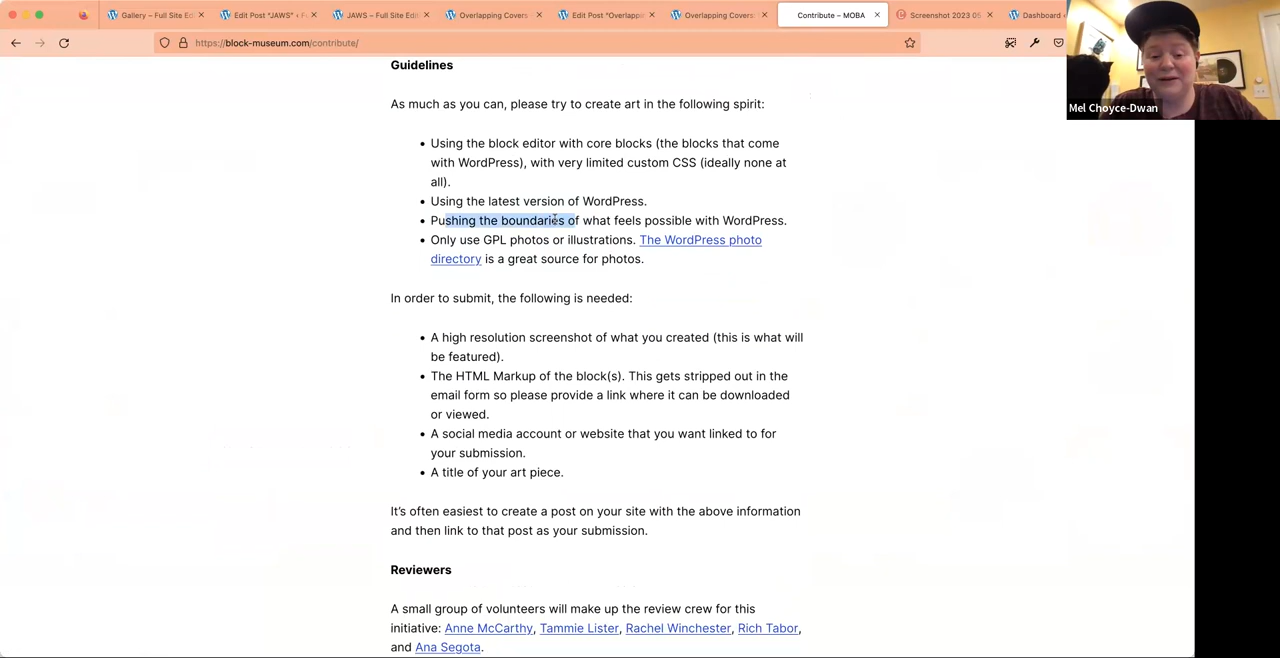 Gallery – Full Site Edi
Edit Post “JAWS” ‹ F
JAWS – Full Site Edi
Overlapping Covers
Edit Post “Overlappi
Overlapping Covers
Contribute – MOBA
Screenshot 2023 05
Dashboard
https://block-museum.com/contribute/
Mel Choyce-Dwan
Guidelines
As much as you can, please try to create art in the following spirit:
• Using the block editor with core blocks (the blocks that come
with WordPress), with very limited custom CSS (ideally none at
all).
• Using the latest version of WordPress.
• Pushing the boundaries of what feels possible with WordPress.
• Only use GPL photos or illustrations. The WordPress photo
directory is a great source for photos.
In order to submit, the following is needed:
• A high resolution screenshot of what you created (this is what will
be featured).
• The HTML Markup of the block(s). This gets stripped out in the
email form so please provide a link where it can be downloaded
or viewed.
• A social media account or website that you want linked to for
your submission.
• A title of your art piece.
It’s often easiest to create a post on your site with the above information
and then link to that post as your submission.
Reviewers
A small group of volunteers will make up the review crew for this
initiative: Anne McCarthy, Tammie Lister, Rachel Winchester, Rich Tabor,
and Ana Segota.